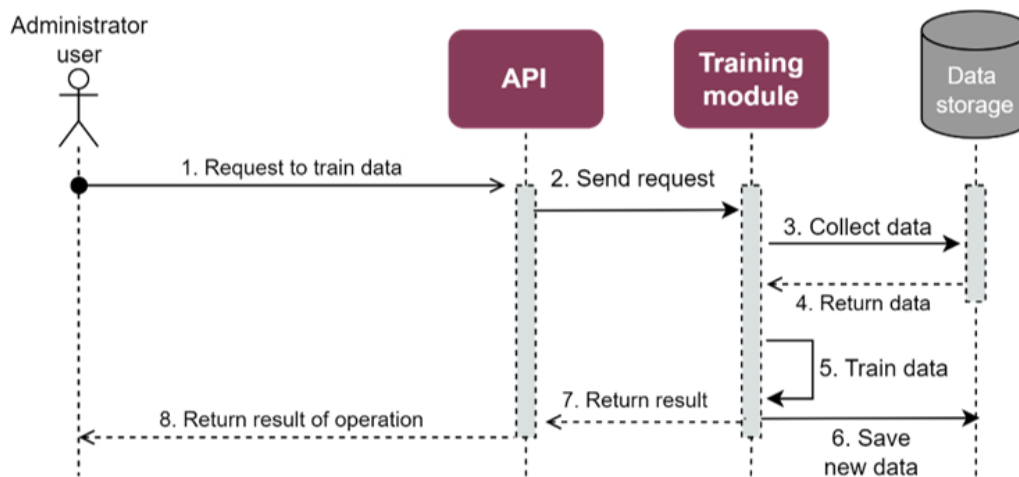 Administrator
user
API
Training
module
Data
storage
1. Request to train data
2. Send request
3. Collect data
4. Return data
5. Train data
7. Return result
8. Return result of operation
6. Save
new data